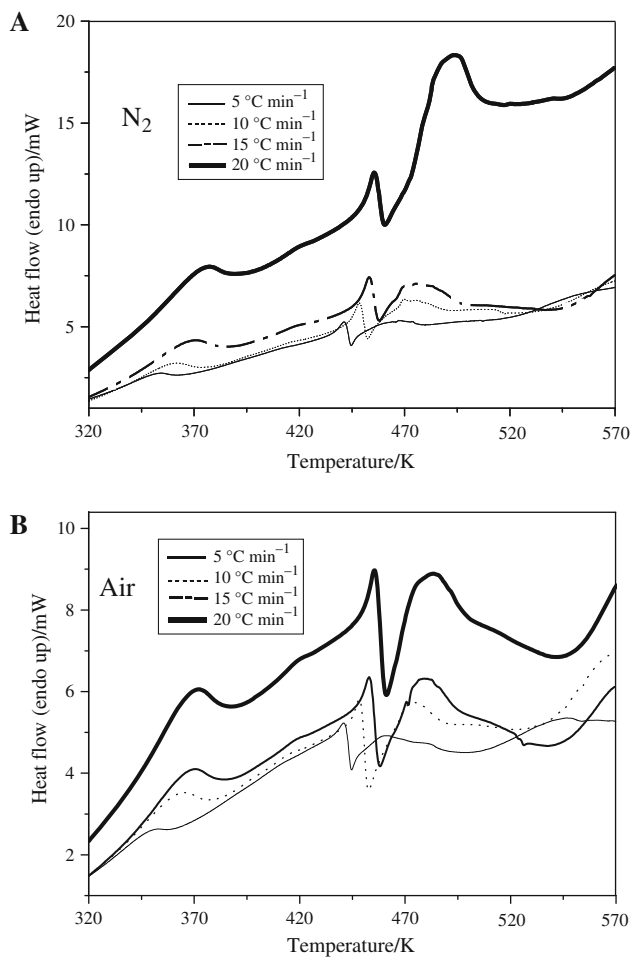 A
20
15
10
5
Heat flow (endo up)/mW
N₂
5 °C min⁻¹
10 °C min⁻¹
15 °C min⁻¹
20 °C min⁻¹
320 370 420 470 520 570
Temperature/K
B
10
8
6
4
2
Heat flow (endo up)/mW
Air
5 °C min⁻¹
10 °C min⁻¹
15 °C min⁻¹
20 °C min⁻¹
320 370 420 470 520 570
Temperature/K